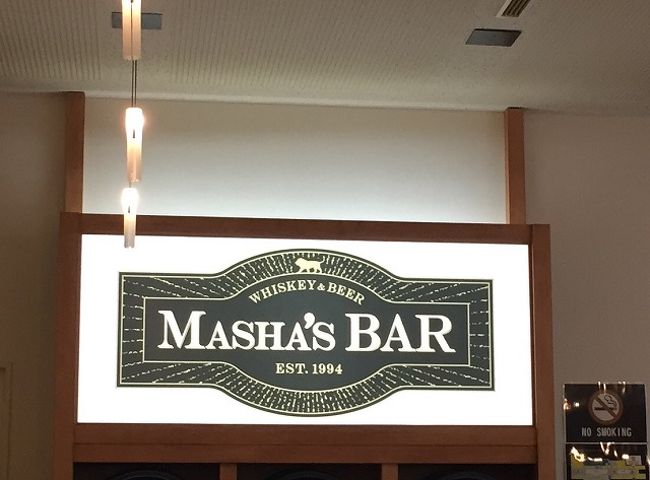 WHISKEY & BEER
MASHA'S BAR
EST. 1994
NO SMOKING